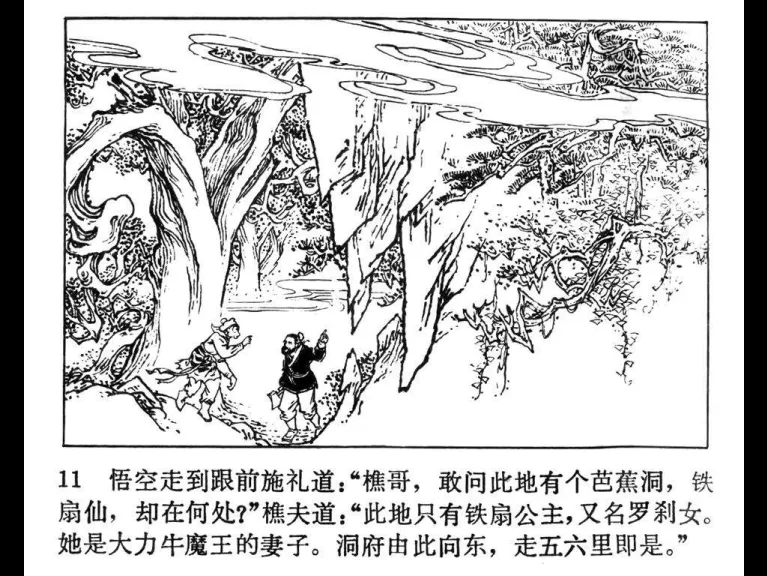 11 悟空走到跟前施礼道：“樵哥，敢问此地有个芭蕉洞，铁
扇仙，却在何处？”樵夫道：“此地只有铁扇公主，又名罗刹女。
她是大力牛魔王的妻子。洞府由此向东，走五六里即是。”